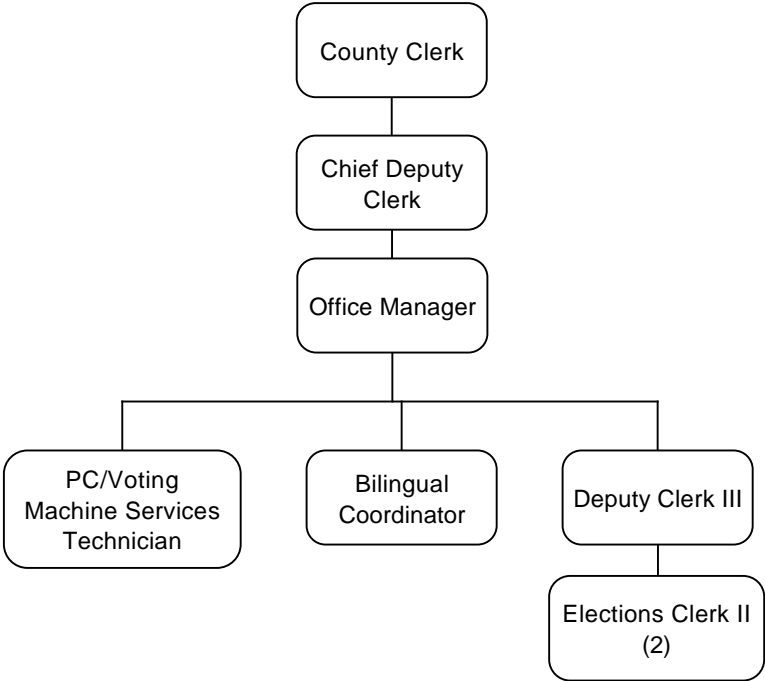 County Clerk
Chief Deputy
Clerk
Office Manager
PC/Voting
Machine Services
Technician
Bilingual
Coordinator
Deputy Clerk III
Elections Clerk II
(2)